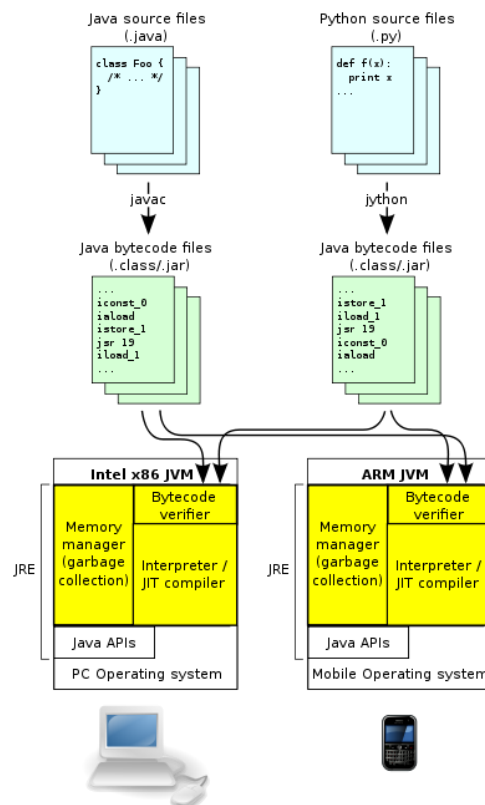 Java source files
(.java)
class Foo {
/* ... */
}
javac
Java bytecode files
(.class/.jar)
...
iconst_0
iaload
istore_1
jsr 19
iload_1
...
Python source files
(.py)
def f(x):
print x
...
jython
Java bytecode files
(.class/.jar)
...
istore_1
iload_1
jsr 19
iconst_0
iaload
...
Intel x86 JVM
JRE
Memory
manager
(garbage
collection)
Bytecode
verifier
Interpreter /
JIT compiler
Java APIs
PC Operating system
ARM JVM
JRE
Memory
manager
(garbage
collection)
Bytecode
verifier
Interpreter /
JIT compiler
Java APIs
Mobile Operating system